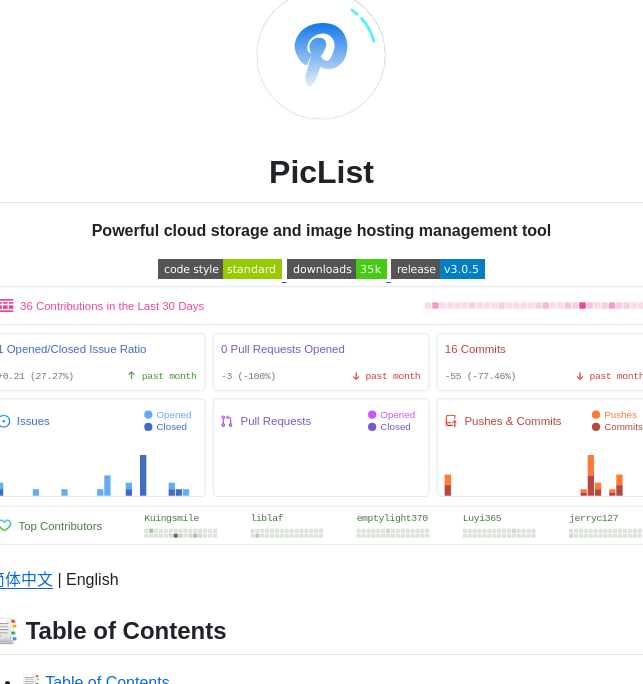 PicList
Powerful cloud storage and image hosting management tool
code style standard downloads 35k release v3.0.5
36 Contributions in the Last 30 Days
1 Opened/Closed Issue Ratio
+0.21 (27.27%) ↑ past month
0 Pull Requests Opened
-3 (-100%) ↓ past month
16 Commits
-55 (-77.46%) ↓ past month
Issues
Opened
Closed
Pull Requests
Opened
Closed
Pushes & Commits
Pushes
Commits
Top Contributors
Kuingsmile liblaf emptylight370 Luyi365 jerryc127
简体中文 | English
Table of Contents
Table of Contents